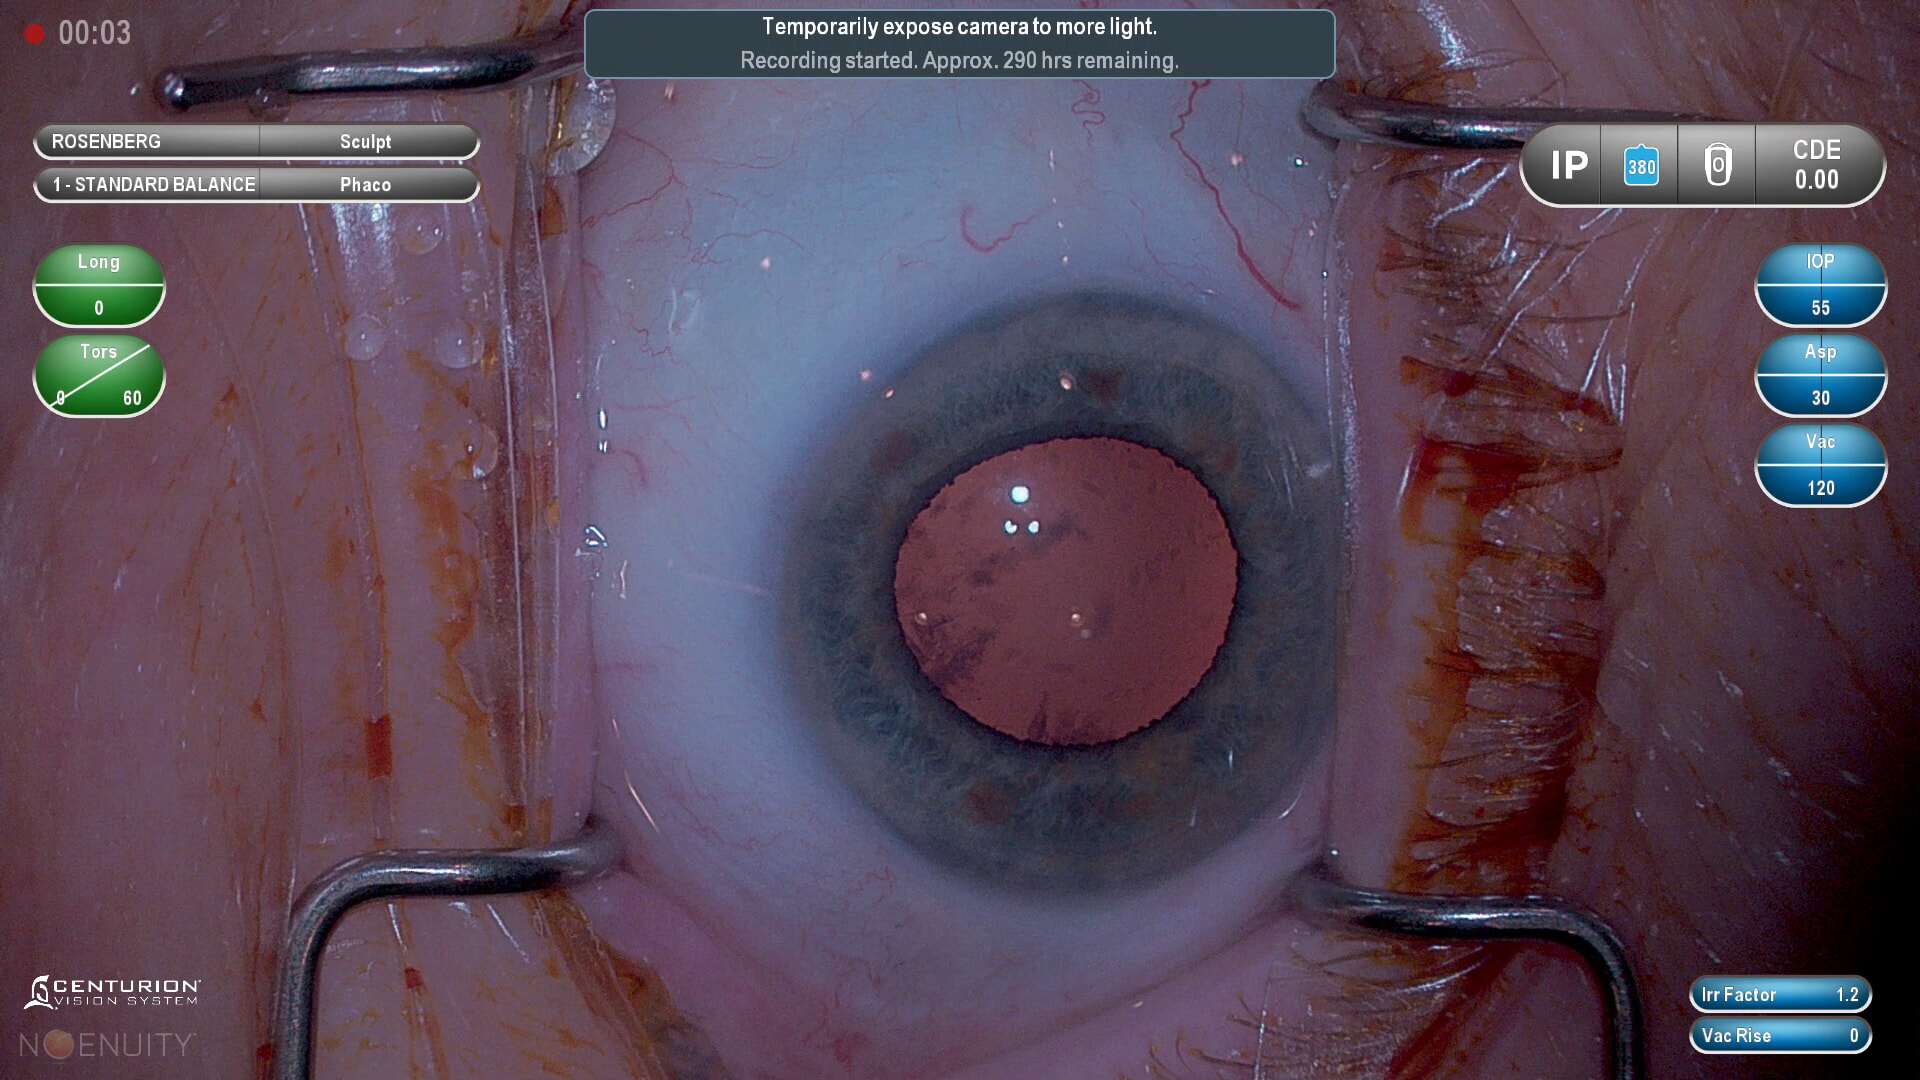 00:03
Temporarily expose camera to more light.
Recording started. Approx. 290 hrs remaining.
ROSENBERG Sculpt
1 - STANDARD BALANCE Phaco
IP 380 0 CDE
0.00
Long
0
Tors
0 60
IOP
55
Asp
30
Vac
120
CENTURION
VISION SYSTEM
NGENUITY
Irr Factor 1.2
Vac Rise 0